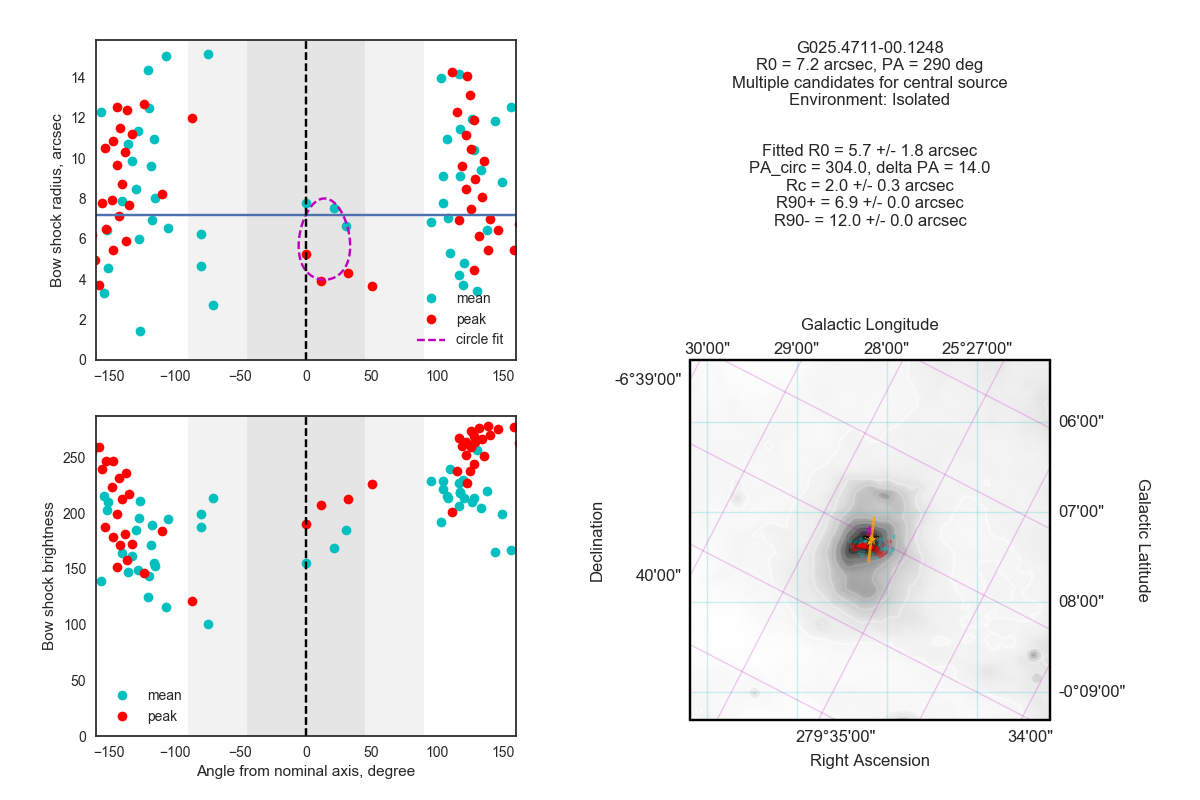 G025.4711-00.1248
R0 = 7.2 arcsec, PA = 290 deg
Multiple candidates for central source
Environment: Isolated
Fitted R0 = 5.7 +/- 1.8 arcsec
PA_circ = 304.0, delta PA = 14.0
Rc = 2.0 +/- 0.3 arcsec
R90+ = 6.9 +/- 0.0 arcsec
R90- = 12.0 +/- 0.0 arcsec
Bow shock radius, arcsec
14
12
10
8
6
4
2
0
mean
peak
circle fit
−150 −100 −50 0 50 100 150
Bow shock brightness
250
200
150
100
50
0
mean
peak
−150 −100 −50 0 50 100 150
Angle from nominal axis, degree
Galactic Longitude
30'00" 29'00" 28'00" 25°27'00"
-6°39'00"
40'00"
Declination
06'00"
07'00"
08'00"
-0°09'00"
Galactic Latitude
279°35'00" 34'00"
Right Ascension